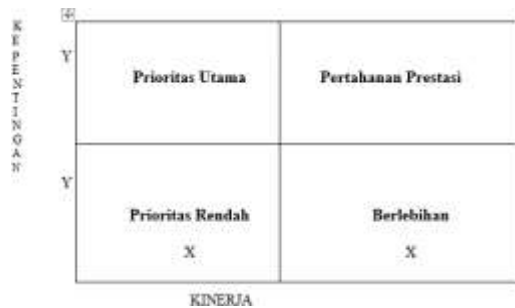 KEPENTINGAN
Y
Prioritas Utama
Pertahanan Prestasi
Y
Prioritas Rendah
Berlebihan
X
X
KINERJA